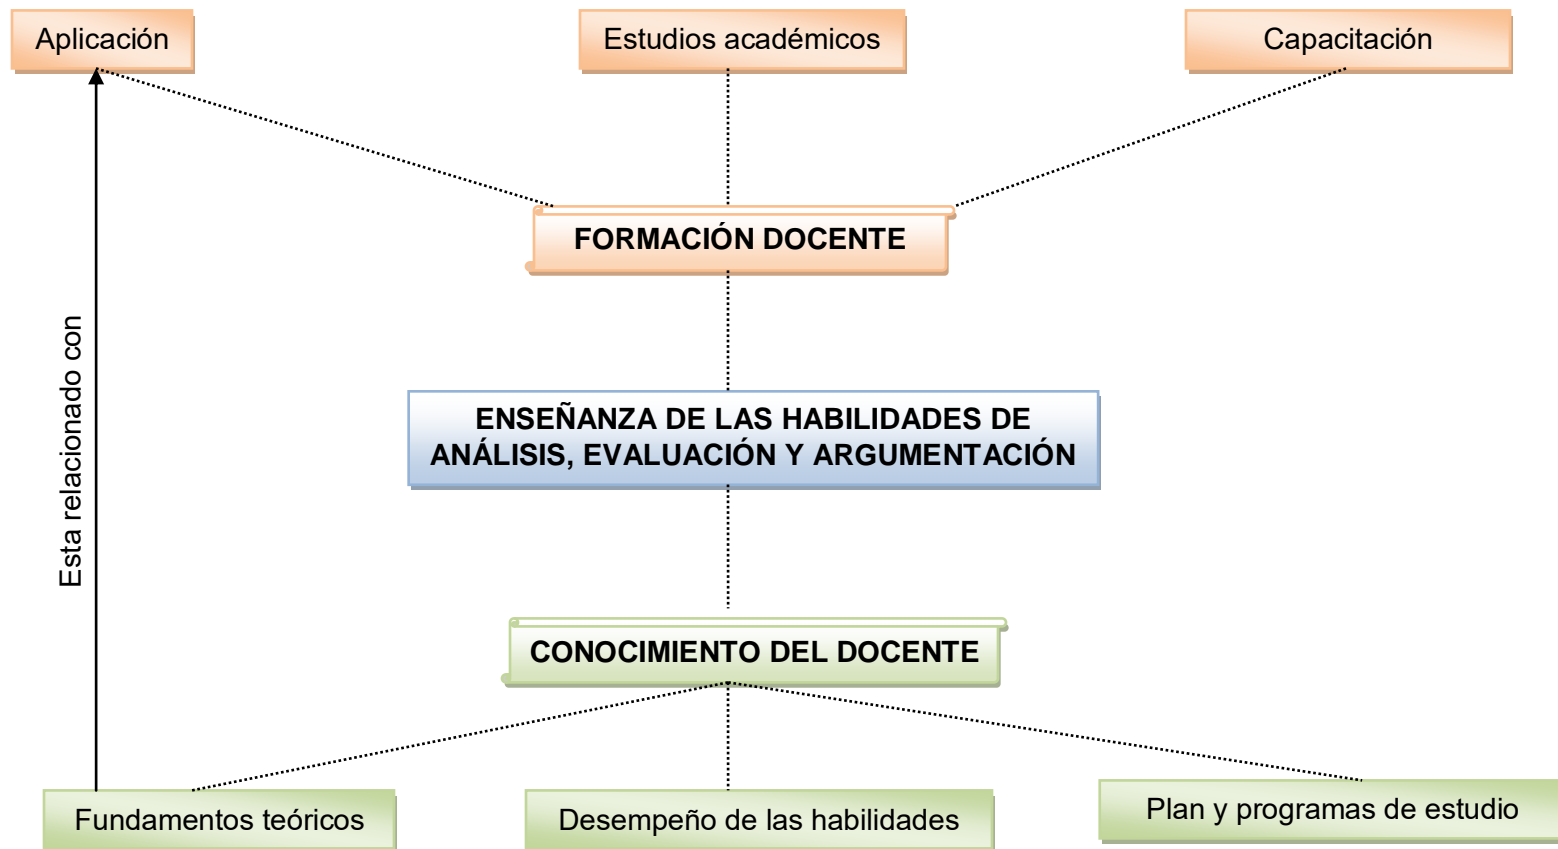 Aplicación
Estudios académicos
Capacitación
FORMACIÓN DOCENTE
Esta relacionado con
ENSEÑANZA DE LAS HABILIDADES DE
ANÁLISIS, EVALUACIÓN Y ARGUMENTACIÓN
CONOCIMIENTO DEL DOCENTE
Fundamentos teóricos
Desempeño de las habilidades
Plan y programas de estudio